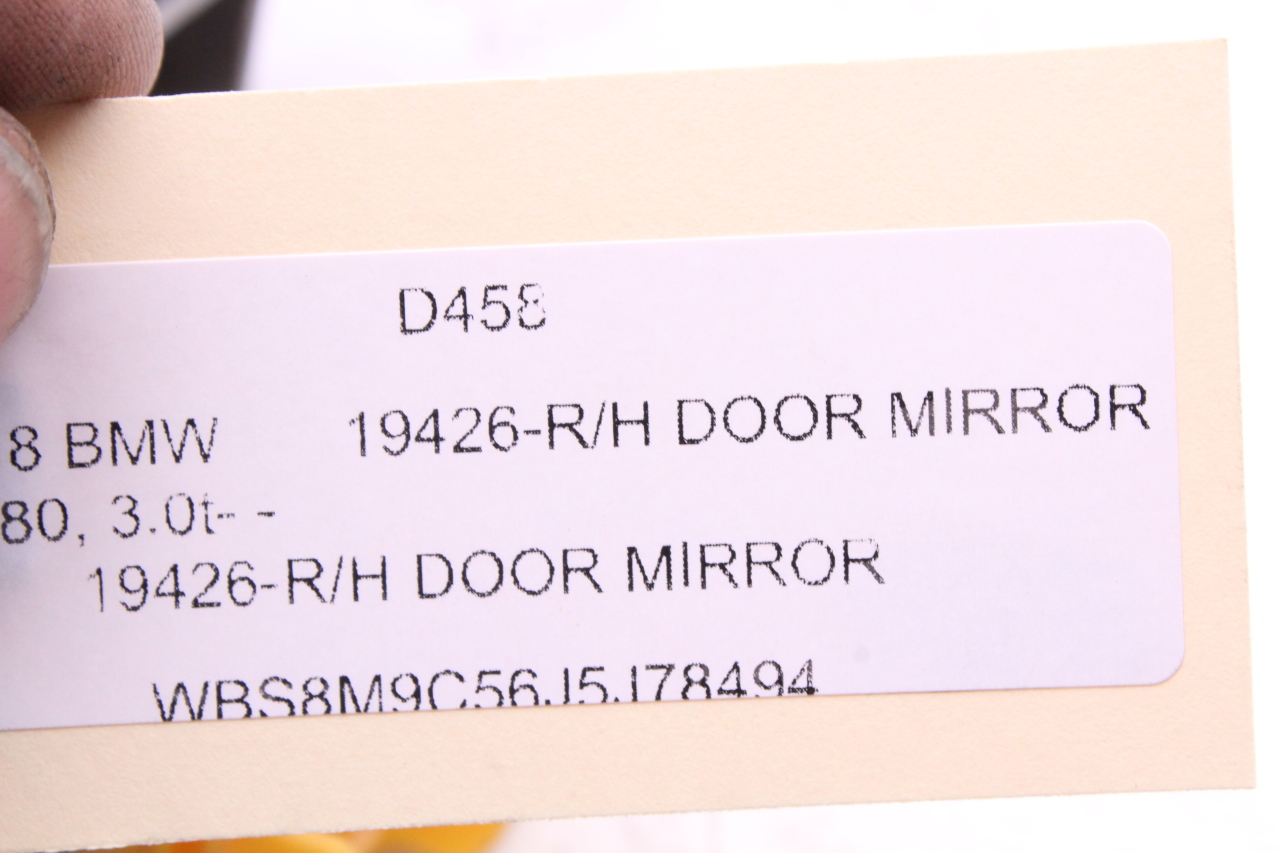 D458
8 BMW 19426-R/H DOOR MIRROR
80, 3.0t- -
19426-R/H DOOR MIRROR
WBS8M9C56J5J78494